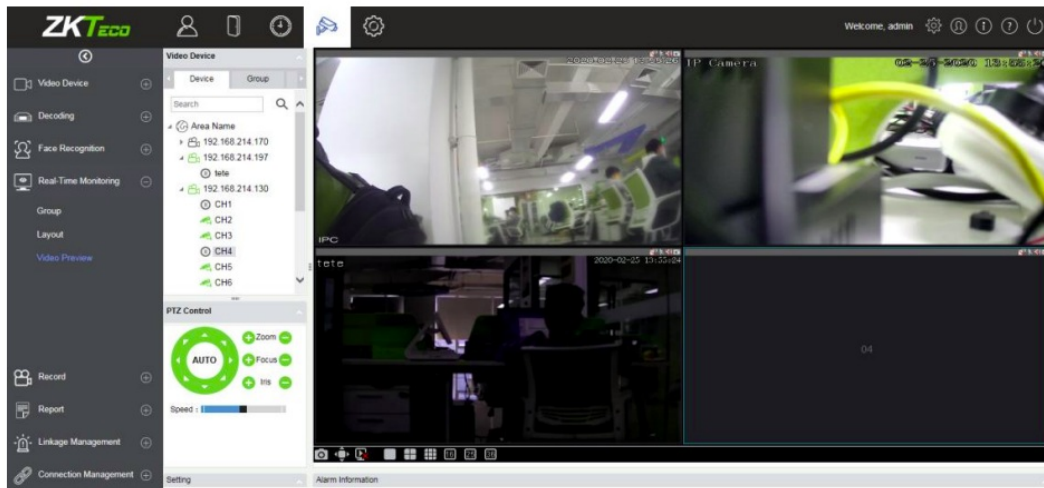 ZKTeco
Welcome, admin
Video Device
Decoding
Face Recognition
Real-Time Monitoring
Group
Layout
Video Preview
Record
Report
Linkage Management
Connection Management
Video Device
Device
Group
Search
Area Name
192.168.214.170
192.168.214.197
tete
192.168.214.130
CH1
CH2
CH3
CH4
CH5
CH6
PTZ Control
AUTO
Zoom
Focus
Iris
Speed :
Setting
IPC
IP Camera
tete
2020-02-25 13:55:24
04
16
25
36
Alarm Information